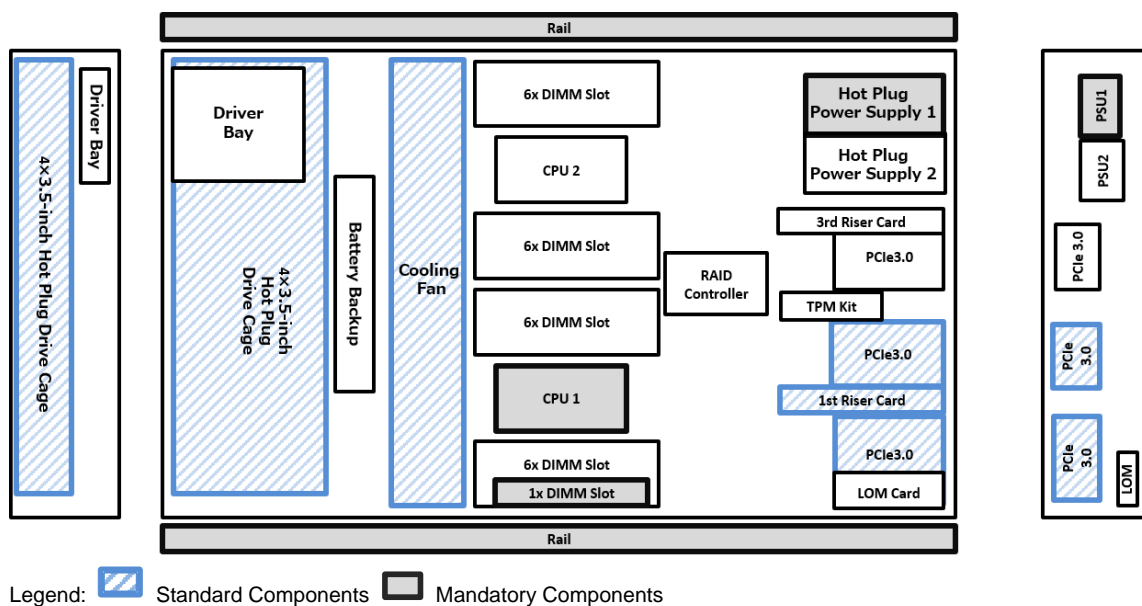 Rail
Driver Bay
4×3.5-inch Hot Plug Drive Cage
Driver
Bay
4×3.5-inch
Hot Plug
Drive Cage
Battery Backup
Cooling
Fan
6x DIMM Slot
CPU 2
6x DIMM Slot
6x DIMM Slot
CPU 1
6x DIMM Slot
1x DIMM Slot
RAID
Controller
Hot Plug
Power Supply 1
Hot Plug
Power Supply 2
3rd Riser Card
PCIe3.0
TPM Kit
PCIe3.0
1st Riser Card
PCIe3.0
LOM Card
PSU1
PSU2
PCIe 3.0
PCIe
3.0
PCIe
3.0
LOM
Rail
Legend: Standard Components Mandatory Components